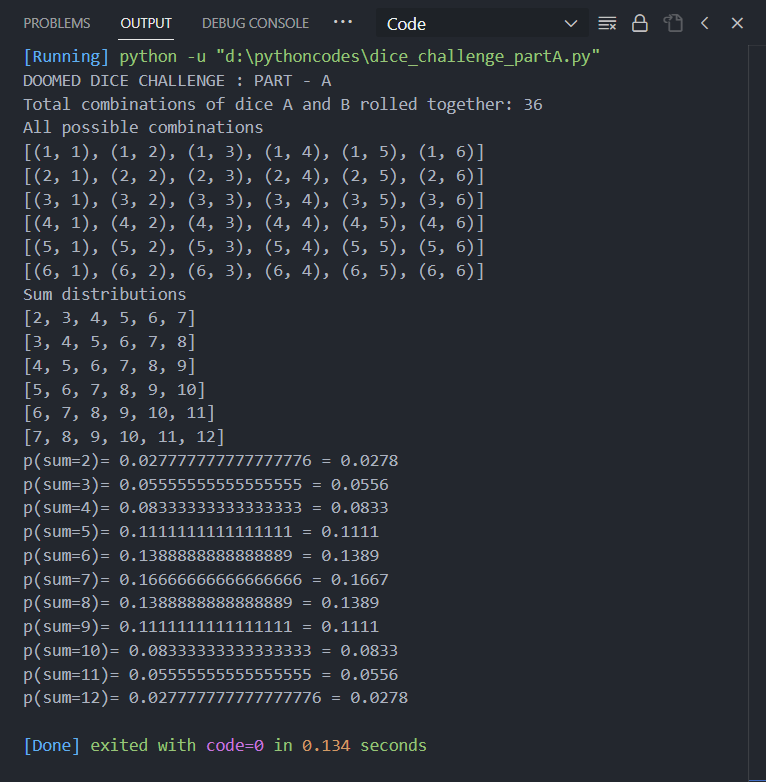 PROBLEMS OUTPUT DEBUG CONSOLE ··· Code
[Running] python -u "d:\pythoncodes\dice_challenge_partA.py"
DOOMED DICE CHALLENGE : PART - A
Total combinations of dice A and B rolled together: 36
All possible combinations
[(1, 1), (1, 2), (1, 3), (1, 4), (1, 5), (1, 6)]
[(2, 1), (2, 2), (2, 3), (2, 4), (2, 5), (2, 6)]
[(3, 1), (3, 2), (3, 3), (3, 4), (3, 5), (3, 6)]
[(4, 1), (4, 2), (4, 3), (4, 4), (4, 5), (4, 6)]
[(5, 1), (5, 2), (5, 3), (5, 4), (5, 5), (5, 6)]
[(6, 1), (6, 2), (6, 3), (6, 4), (6, 5), (6, 6)]
Sum distributions
[2, 3, 4, 5, 6, 7]
[3, 4, 5, 6, 7, 8]
[4, 5, 6, 7, 8, 9]
[5, 6, 7, 8, 9, 10]
[6, 7, 8, 9, 10, 11]
[7, 8, 9, 10, 11, 12]
p(sum=2)= 0.027777777777777776 = 0.0278
p(sum=3)= 0.05555555555555555 = 0.0556
p(sum=4)= 0.08333333333333333 = 0.0833
p(sum=5)= 0.1111111111111111 = 0.1111
p(sum=6)= 0.1388888888888889 = 0.1389
p(sum=7)= 0.16666666666666666 = 0.1667
p(sum=8)= 0.1388888888888889 = 0.1389
p(sum=9)= 0.1111111111111111 = 0.1111
p(sum=10)= 0.08333333333333333 = 0.0833
p(sum=11)= 0.05555555555555555 = 0.0556
p(sum=12)= 0.027777777777777776 = 0.0278
[Done] exited with code=0 in 0.134 seconds